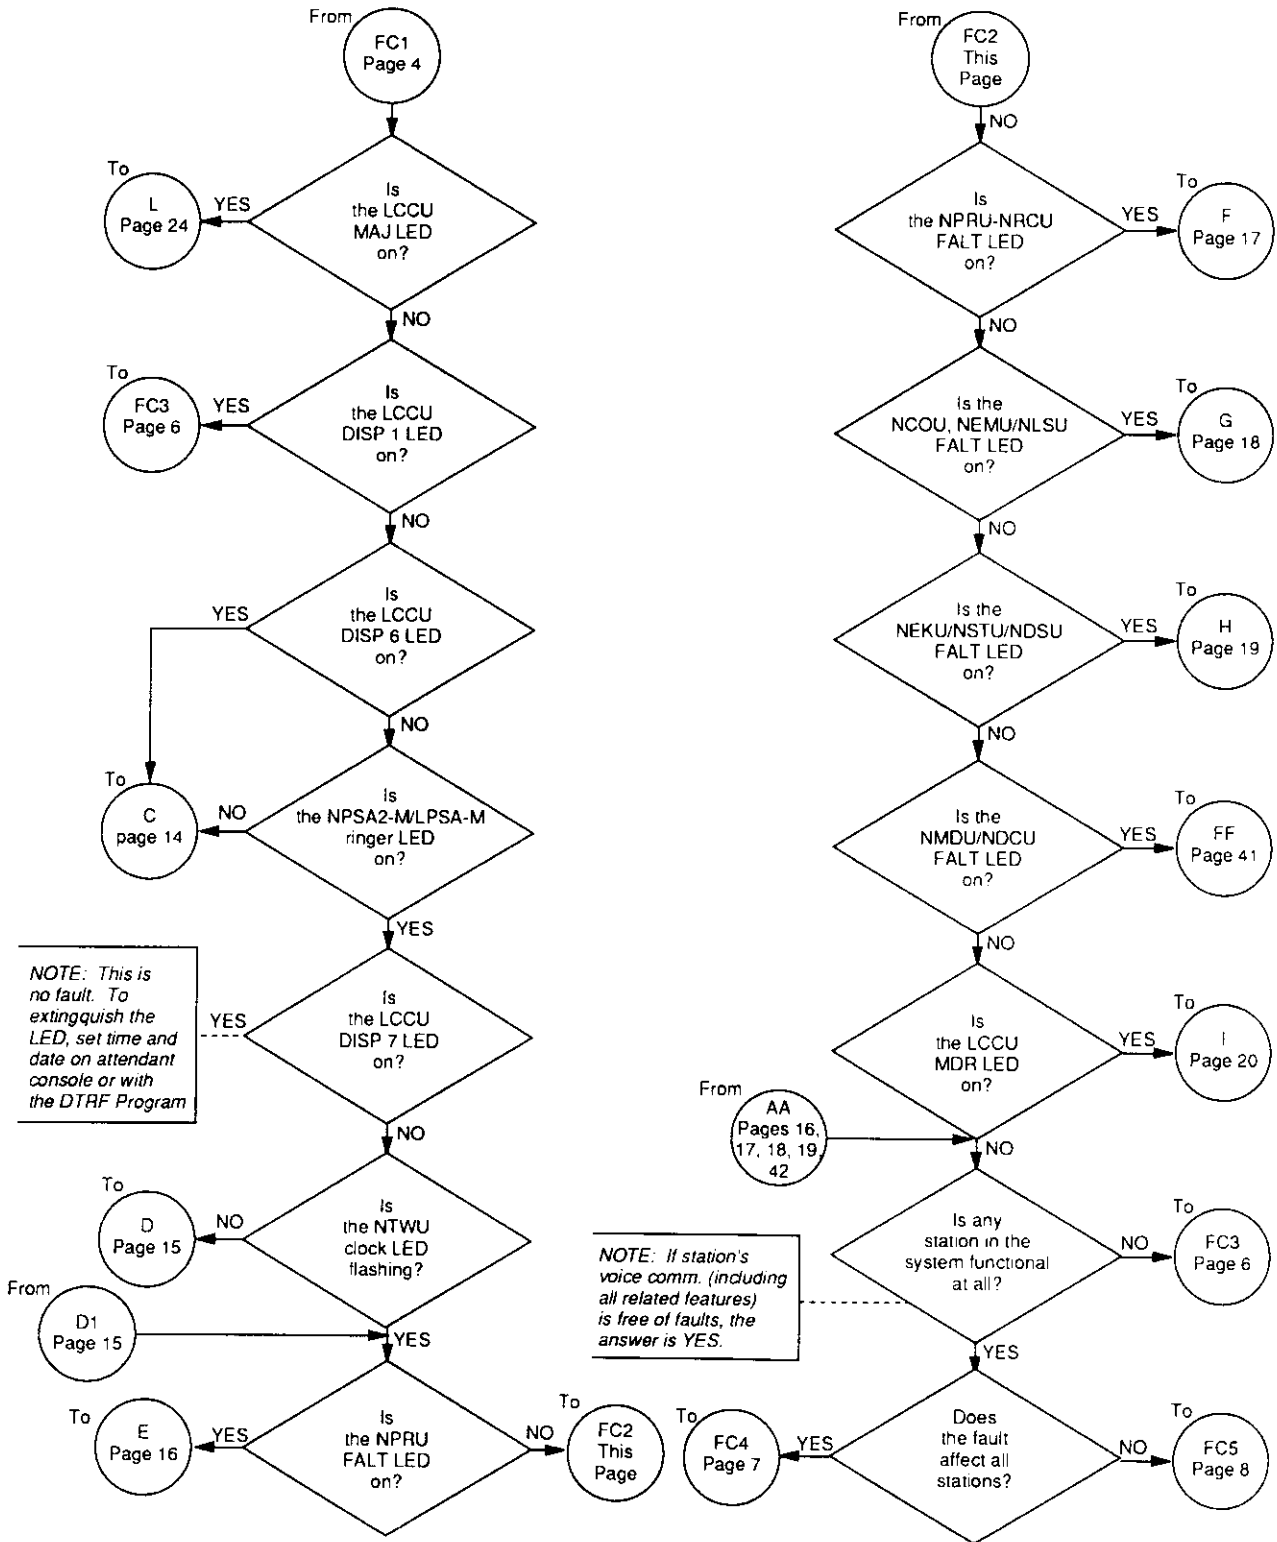 From
FC1
Page 4
Is
the LCCU
MAJ LED
on?
YES
To
L
Page 24
NO
Is
the LCCU
DISP 1 LED
on?
YES
To
FC3
Page 6
NO
Is
the LCCU
DISP 6 LED
on?
YES
NO
Is
the NPSA2-M/LPSA-M
ringer LED
on?
NO
To
C
page 14
YES
Is
the LCCU
DISP 7 LED
on?
YES
NOTE: This is
no fault. To
extingquish the
LED, set time and
date on attendant
console or with
the DTRF Program
NO
Is
the NTWU
clock LED
flashing?
NO
To
D
Page 15
From
D1
Page 15
YES
Is
the NPRU
FALT LED
on?
YES
To
E
Page 16
NO
To
FC2
This
Page
From
FC2
This
Page
NO
Is
the NPRU-NRCU
FALT LED
on?
YES
To
F
Page 17
NO
Is the
NCOU, NEMU/NLSU
FALT LED
on?
YES
To
G
Page 18
NO
Is the
NEKU/NSTU/NDSU
FALT LED
on?
YES
To
H
Page 19
NO
Is the
NMDU/NDCU
FALT LED
on?
YES
To
FF
Page 41
NO
Is
the LCCU
MDR LED
on?
YES
To
I
Page 20
From
AA
Pages 16,
17, 18, 19,
42
NO
Is any
station in the
system functional
at all?
NO
To
FC3
Page 6
NOTE: If station's
voice comm. (including
all related features)
is free of faults, the
answer is YES.
YES
Does
the fault
affect all
stations?
YES
To
FC4
Page 7
NO
To
FC5
Page 8